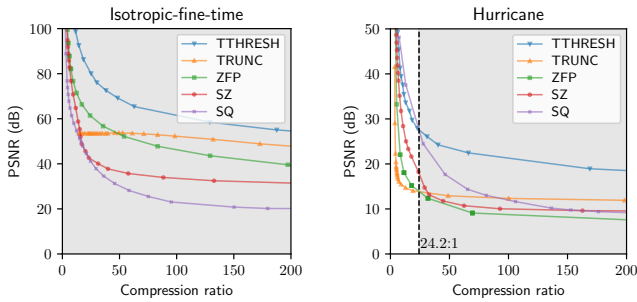 Isotropic-fine-time
100
80
60
40
20
0
PSNR (dB)
0 50 100 150 200
Compression ratio
TTHRESH
TRUNC
ZFP
SZ
SQ
Hurricane
50
40
30
20
10
0
PSNR (dB)
0 50 100 150 200
Compression ratio
TTHRESH
TRUNC
ZFP
SZ
SQ
24.2:1